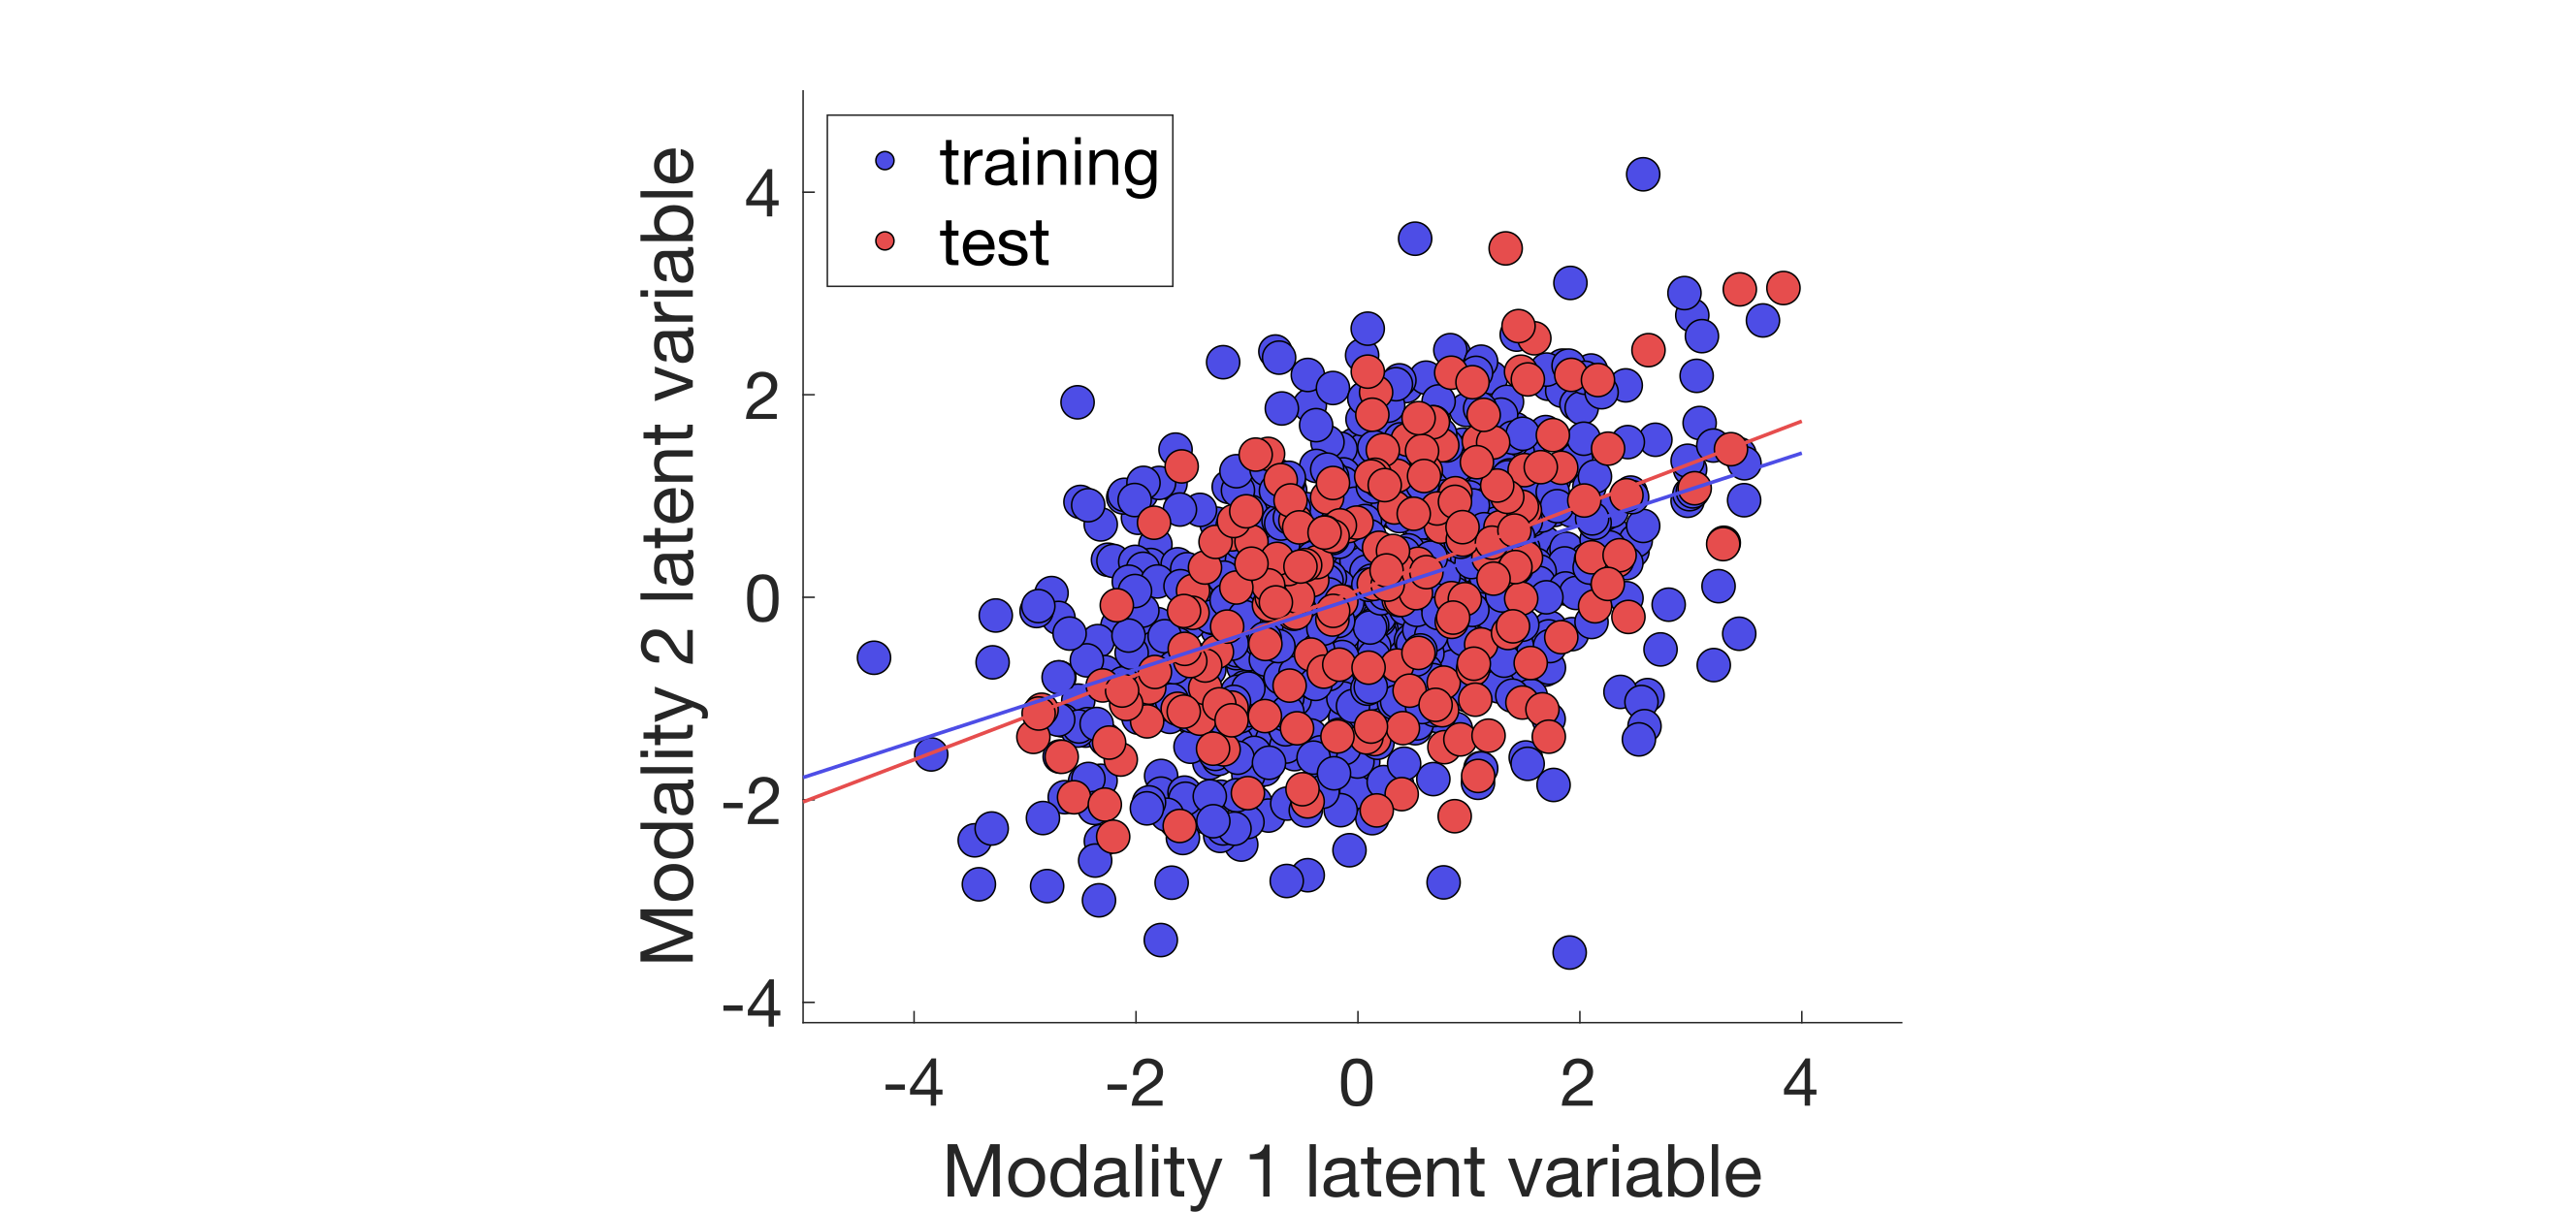 training
test
Modality 2 latent variable
4
2
0
-2
-4
-4 -2 0 2 4
Modality 1 latent variable